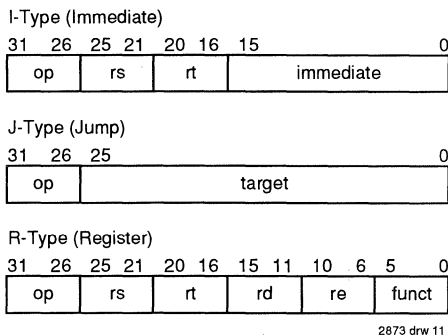 I-Type (Immediate)
31 26 25 21 20 16 15 0
op rs rt immediate
J-Type (Jump)
31 26 25 0
op target
R-Type (Register)
31 26 25 21 20 16 15 11 10 6 5 0
op rs rt rd re funct
2873 drw 11